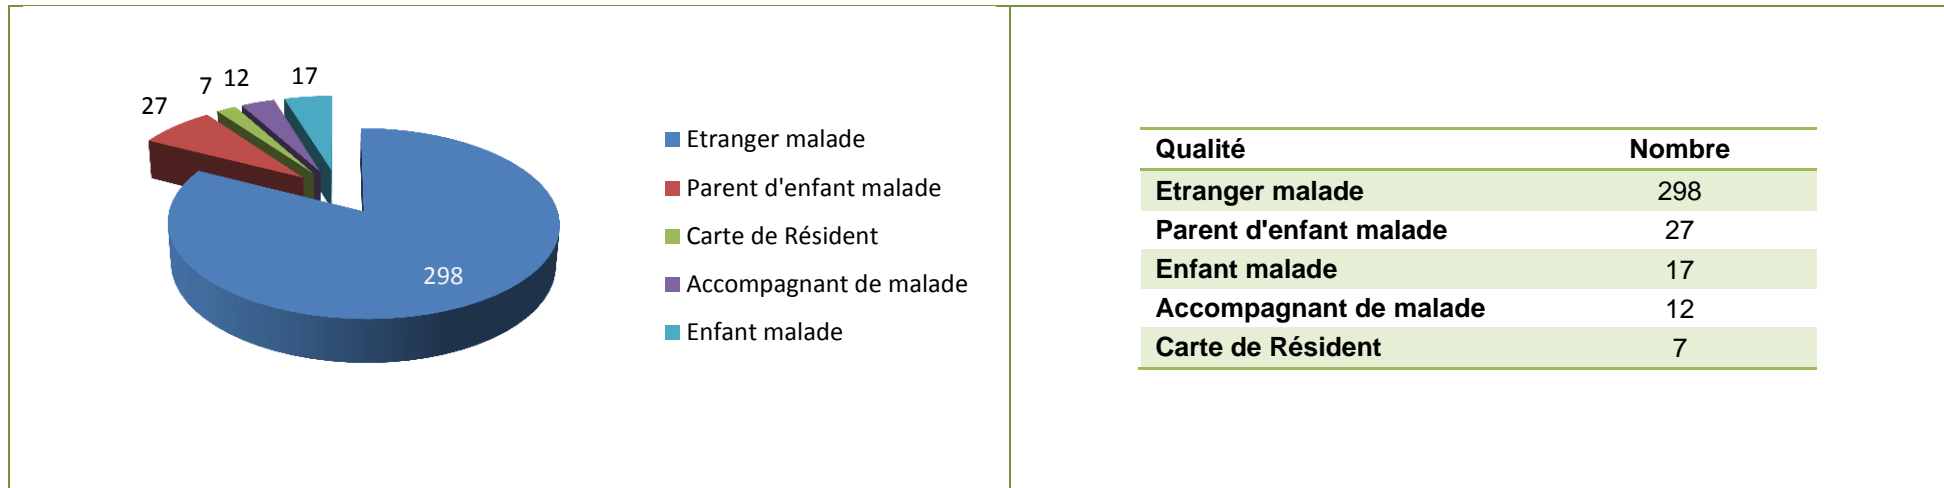 7 12 17
27
298
Etranger malade
Parent d'enfant malade
Carte de Résident
Accompagnant de malade
Enfant malade
Qualité Nombre
Etranger malade 298
Parent d'enfant malade 27
Enfant malade 17
Accompagnant de malade 12
Carte de Résident 7